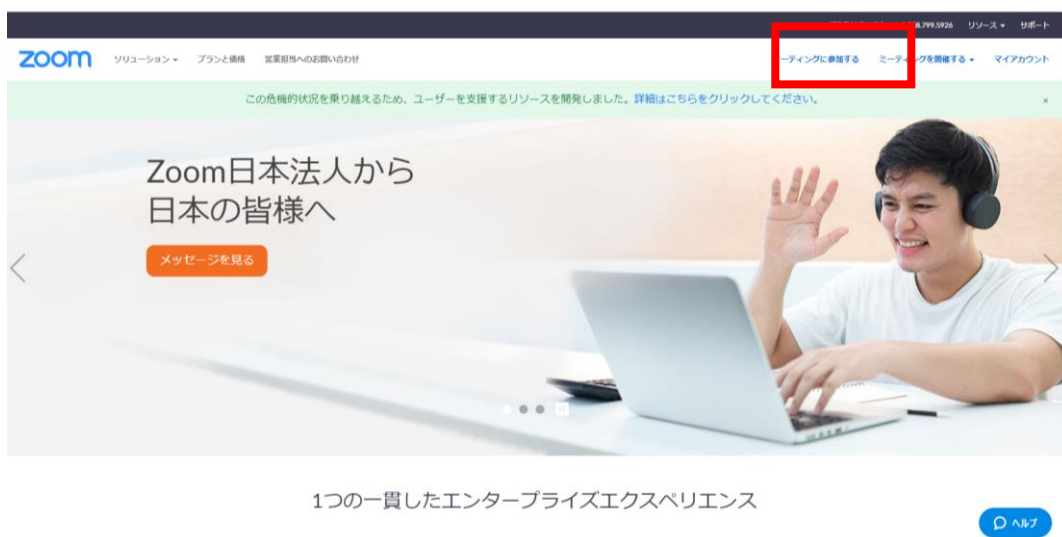 リソース サポート
zoom ソリューション プランと価格 営業担当へのお問い合わせ ーティングに参加する ミーティングを開催する マイアカウント
この危機的状況を乗り越えるため、ユーザーを支援するリソースを開発しました。詳細はこちらをクリックしてください。 ×
Zoom日本法人から
日本の皆様へ
メッセージを見る
1つの一貫したエンタープライズエクスペリエンス
ヘルプ